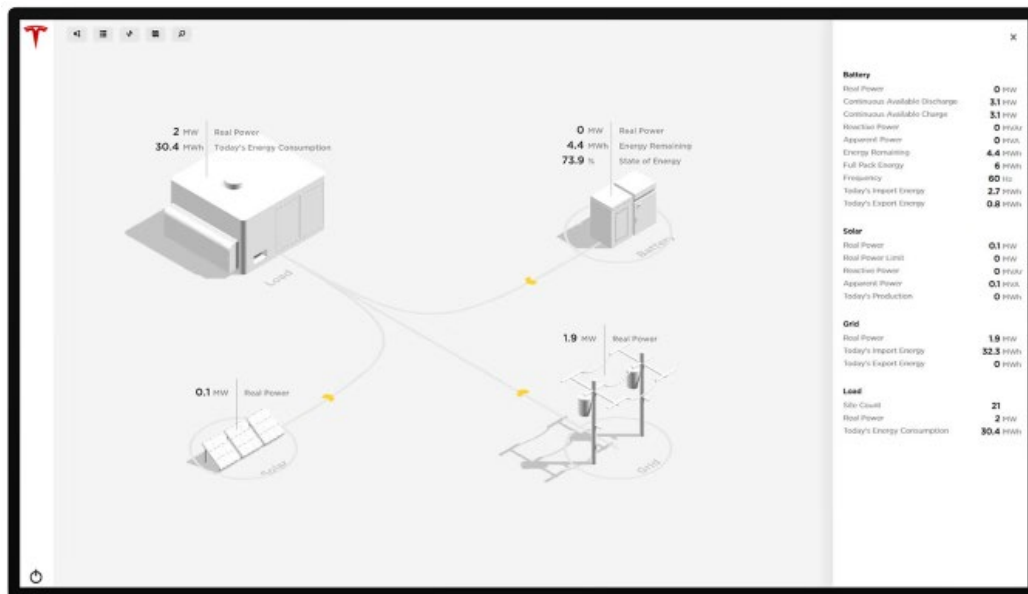 2 MW Real Power
30.4 MWh Today's Energy Consumption
Load
0 MW Real Power
4.4 MWh Energy Remaining
73.9 % State of Energy
Battery
0.1 MW Real Power
Solar
1.9 MW Real Power
Grid
Battery
Real Power 0 MW
Continuous Available Discharge 3.1 MW
Continuous Available Charge 3.1 MW
Reactive Power 0 MVAr
Apparent Power 0 MVA
Energy Remaining 4.4 MWh
Full Pack Energy 6 MWh
Frequency 60 Hz
Today's Import Energy 2.7 MWh
Today's Export Energy 0.8 MWh
Solar
Real Power 0.1 MW
Real Power Limit 0 MW
Reactive Power 0 MVAr
Apparent Power 0.1 MVA
Today's Production 0 MWh
Grid
Real Power 1.9 MW
Today's Import Energy 32.3 MWh
Today's Export Energy 0 MWh
Load
Site Count 21
Real Power 2 MW
Today's Energy Consumption 30.4 MWh